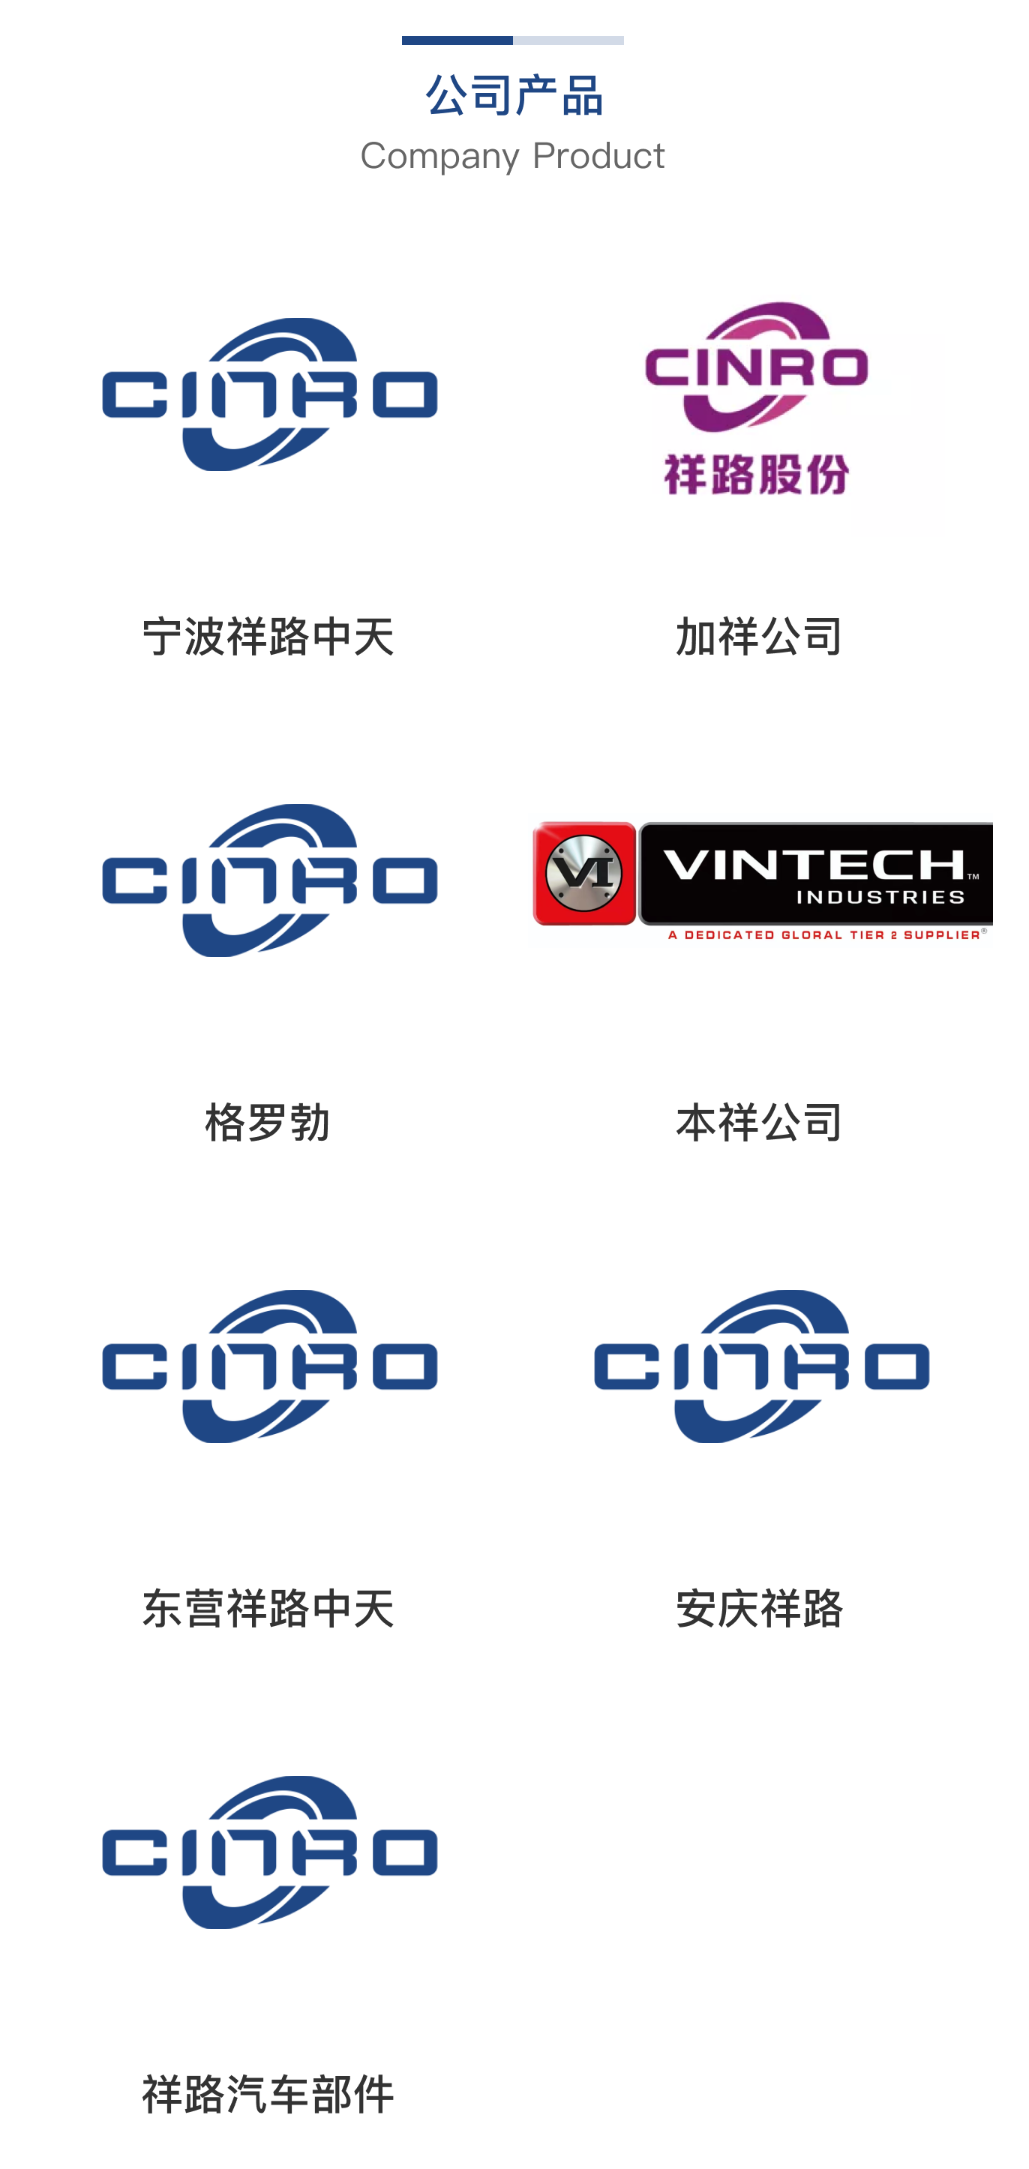 公司产品
Company Product
CINRO
CINRO
祥路股份
宁波祥路中天
加祥公司
CINRO
VI
VINTECH™
INDUSTRIES
A DEDICATED GLOBAL TIER 2 SUPPLIER®
格罗勃
本祥公司
CINRO
CINRO
东营祥路中天
安庆祥路
CINRO
祥路汽车部件